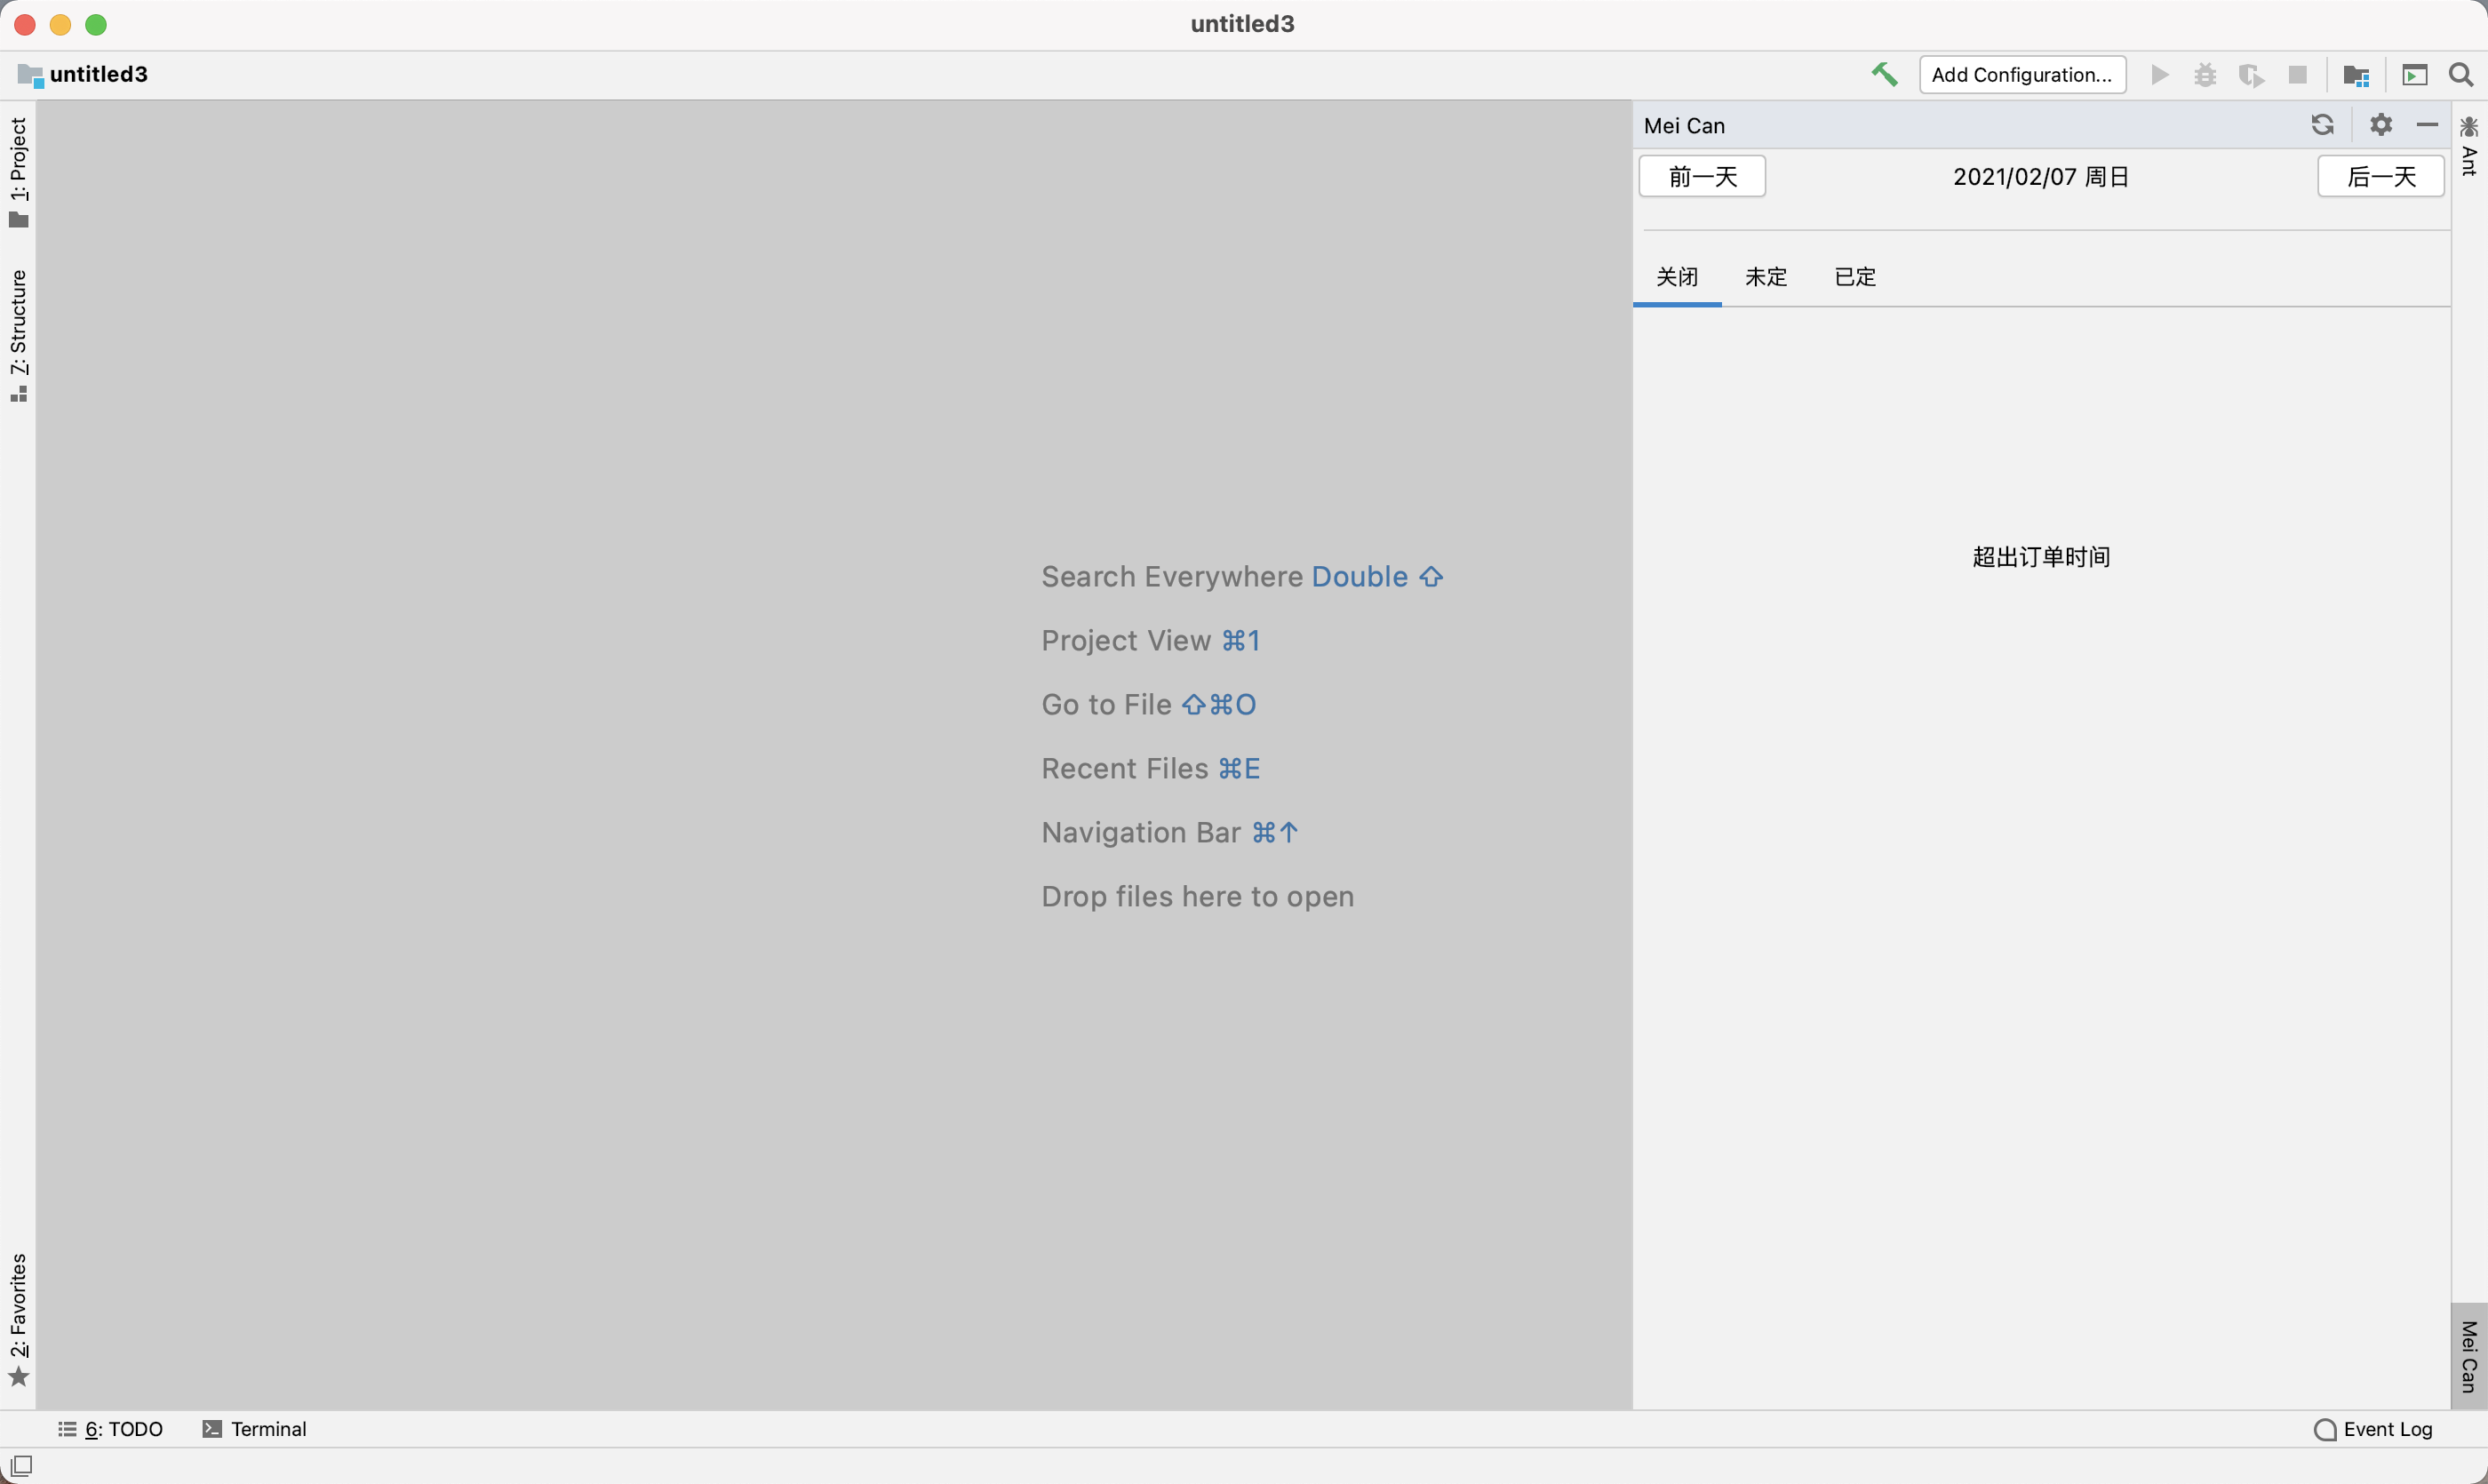 untitled3
untitled3
Add Configuration...
1: Project
7: Structure
2: Favorites
Search Everywhere Double ⇧
Project View ⌘1
Go to File ⇧⌘O
Recent Files ⌘E
Navigation Bar ⌘↑
Drop files here to open
Mei Can
前一天
2021/02/07 周日
后一天
关闭
未定
已定
超出订单时间
Ant
Mei Can
6: TODO
Terminal
Event Log